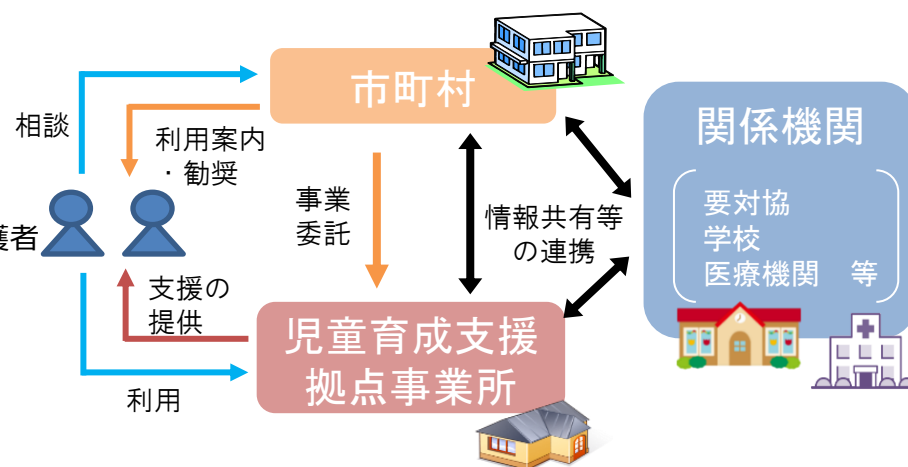 市町村
関係機関
相談
利用案内
・勧奨
要対協
学校
医療機関 等
事業
委託
情報共有等
の連携
護者
支援の
提供
児童育成支援
拠点事業所
利用